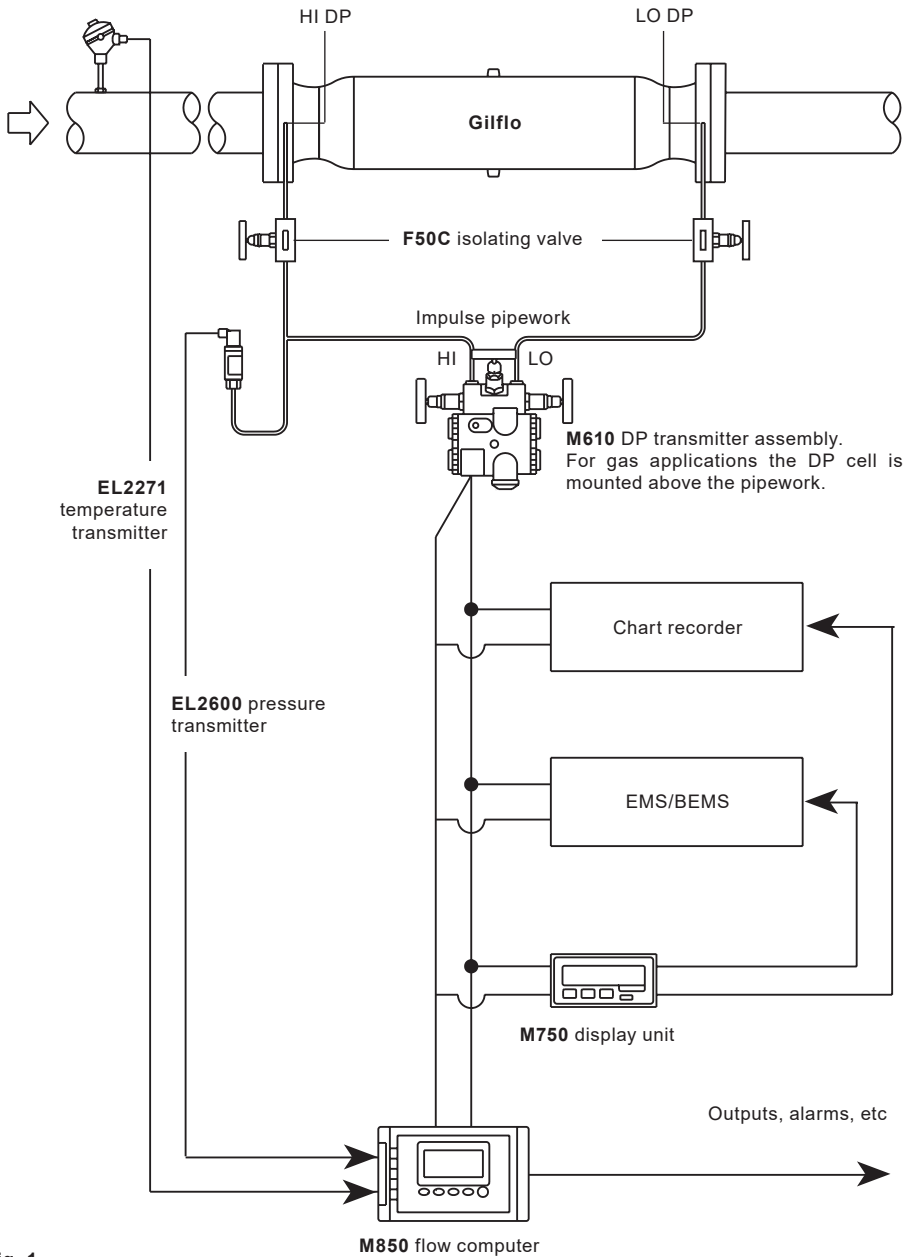 HI DP
LO DP
Gilflo
F50C isolating valve
Impulse pipework
HI
LO
M610 DP transmitter assembly.
For gas applications the DP cell is
mounted above the pipework.
EL2271
temperature
transmitter
Chart recorder
EL2600 pressure
transmitter
EMS/BEMS
M750 display unit
Outputs, alarms, etc
M850 flow computer